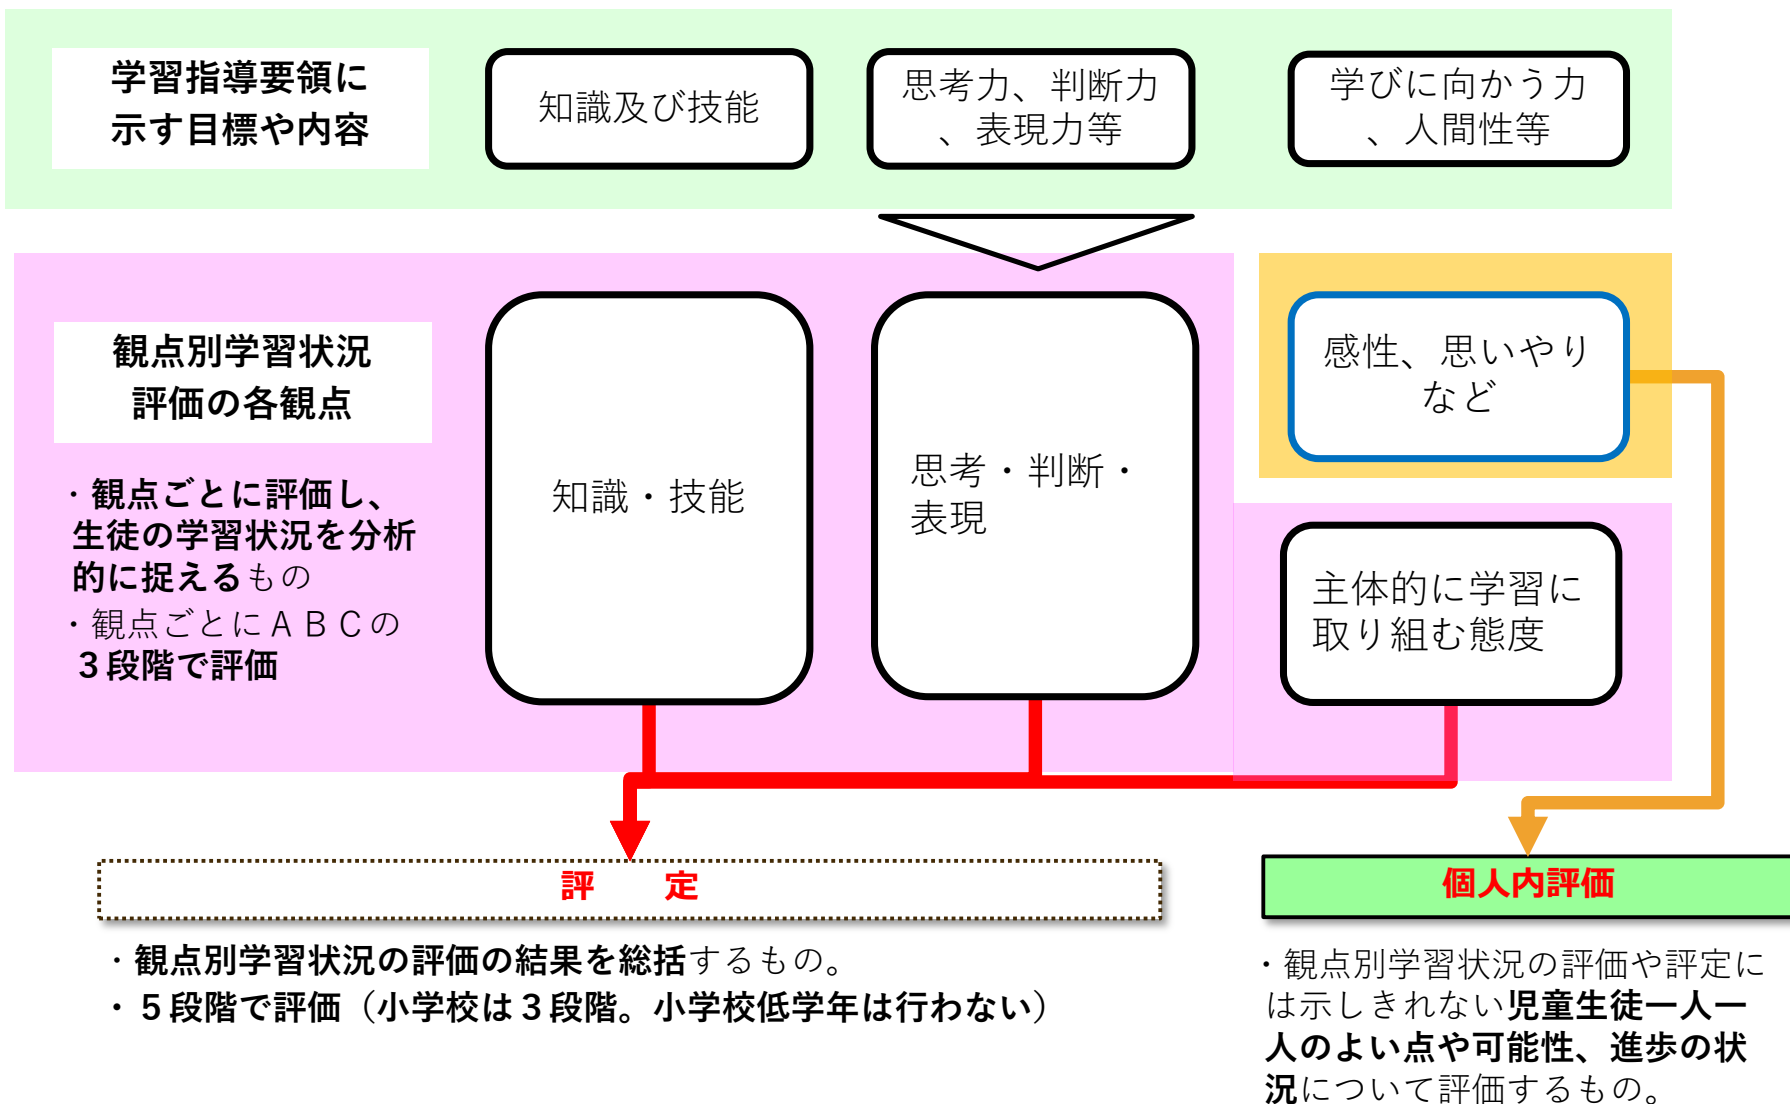 学習指導要領に
示す目標や内容
知識及び技能
思考力、判断力
、表現力等
学びに向かう力
、人間性等
観点別学習状況
評価の各観点
・観点ごとに評価し、
生徒の学習状況を分析
的に捉えるもの
・観点ごとにＡＢＣの
３段階で評価
知識・技能
思考・判断・
表現
感性、思いやり
など
主体的に学習に
取り組む態度
評　定
・観点別学習状況の評価の結果を総括するもの。
・５段階で評価（小学校は３段階。小学校低学年は行わない）
個人内評価
・観点別学習状況の評価や評定に
は示しきれない児童生徒一人一
人のよい点や可能性、進歩の状
況について評価するもの。